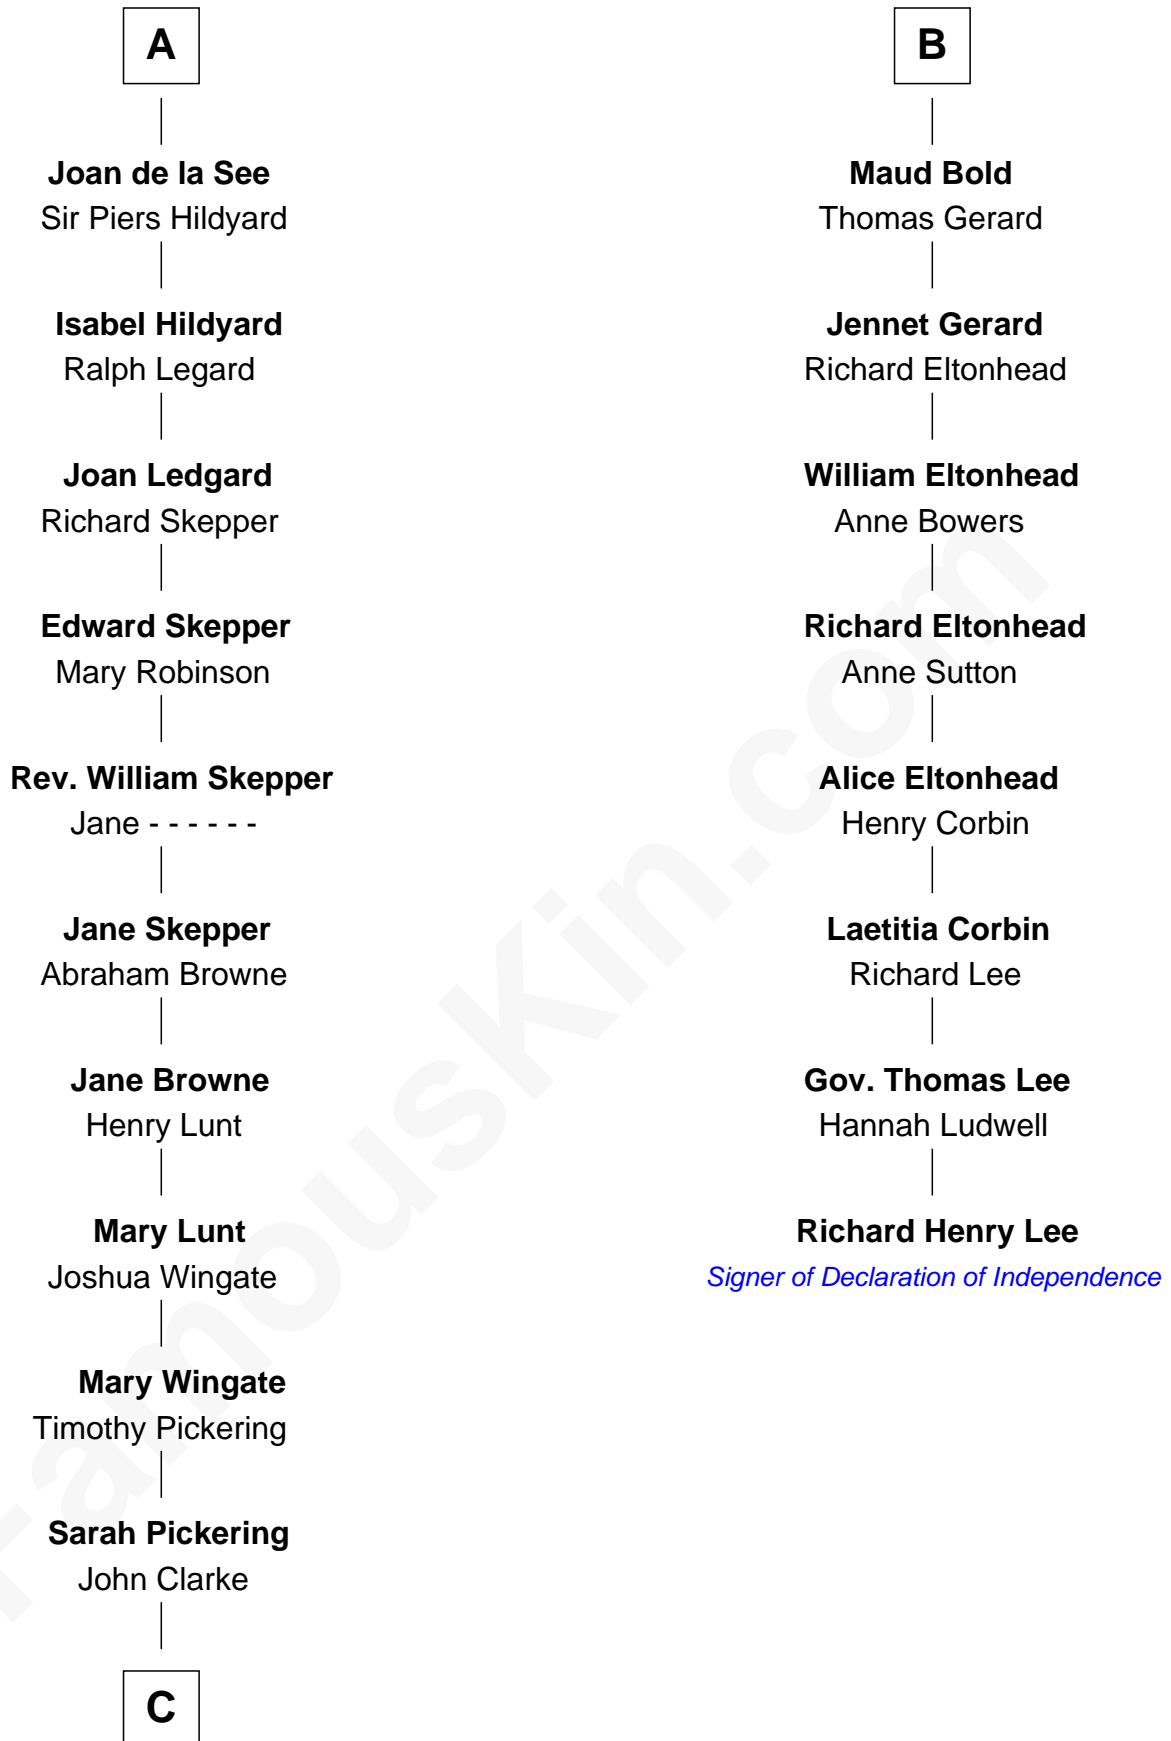 A
Joan de la See
Sir Piers Hildyard
Isabel Hildyard
Ralph Legard
Joan Ledgard
Richard Skepper
Edward Skepper
Mary Robinson
Rev. William Skepper
Jane - - - - - -
Jane Skepper
Abraham Browne
Jane Browne
Henry Lunt
Mary Lunt
Joshua Wingate
Mary Wingate
Timothy Pickering
Sarah Pickering
John Clarke
C
B
Maud Bold
Thomas Gerard
Jennet Gerard
Richard Eltonhead
William Eltonhead
Anne Bowers
Richard Eltonhead
Anne Sutton
Alice Eltonhead
Henry Corbin
Laetitia Corbin
Richard Lee
Gov. Thomas Lee
Hannah Ludwell
Richard Henry Lee
Signer of Declaration of Independence
FamousKin.com